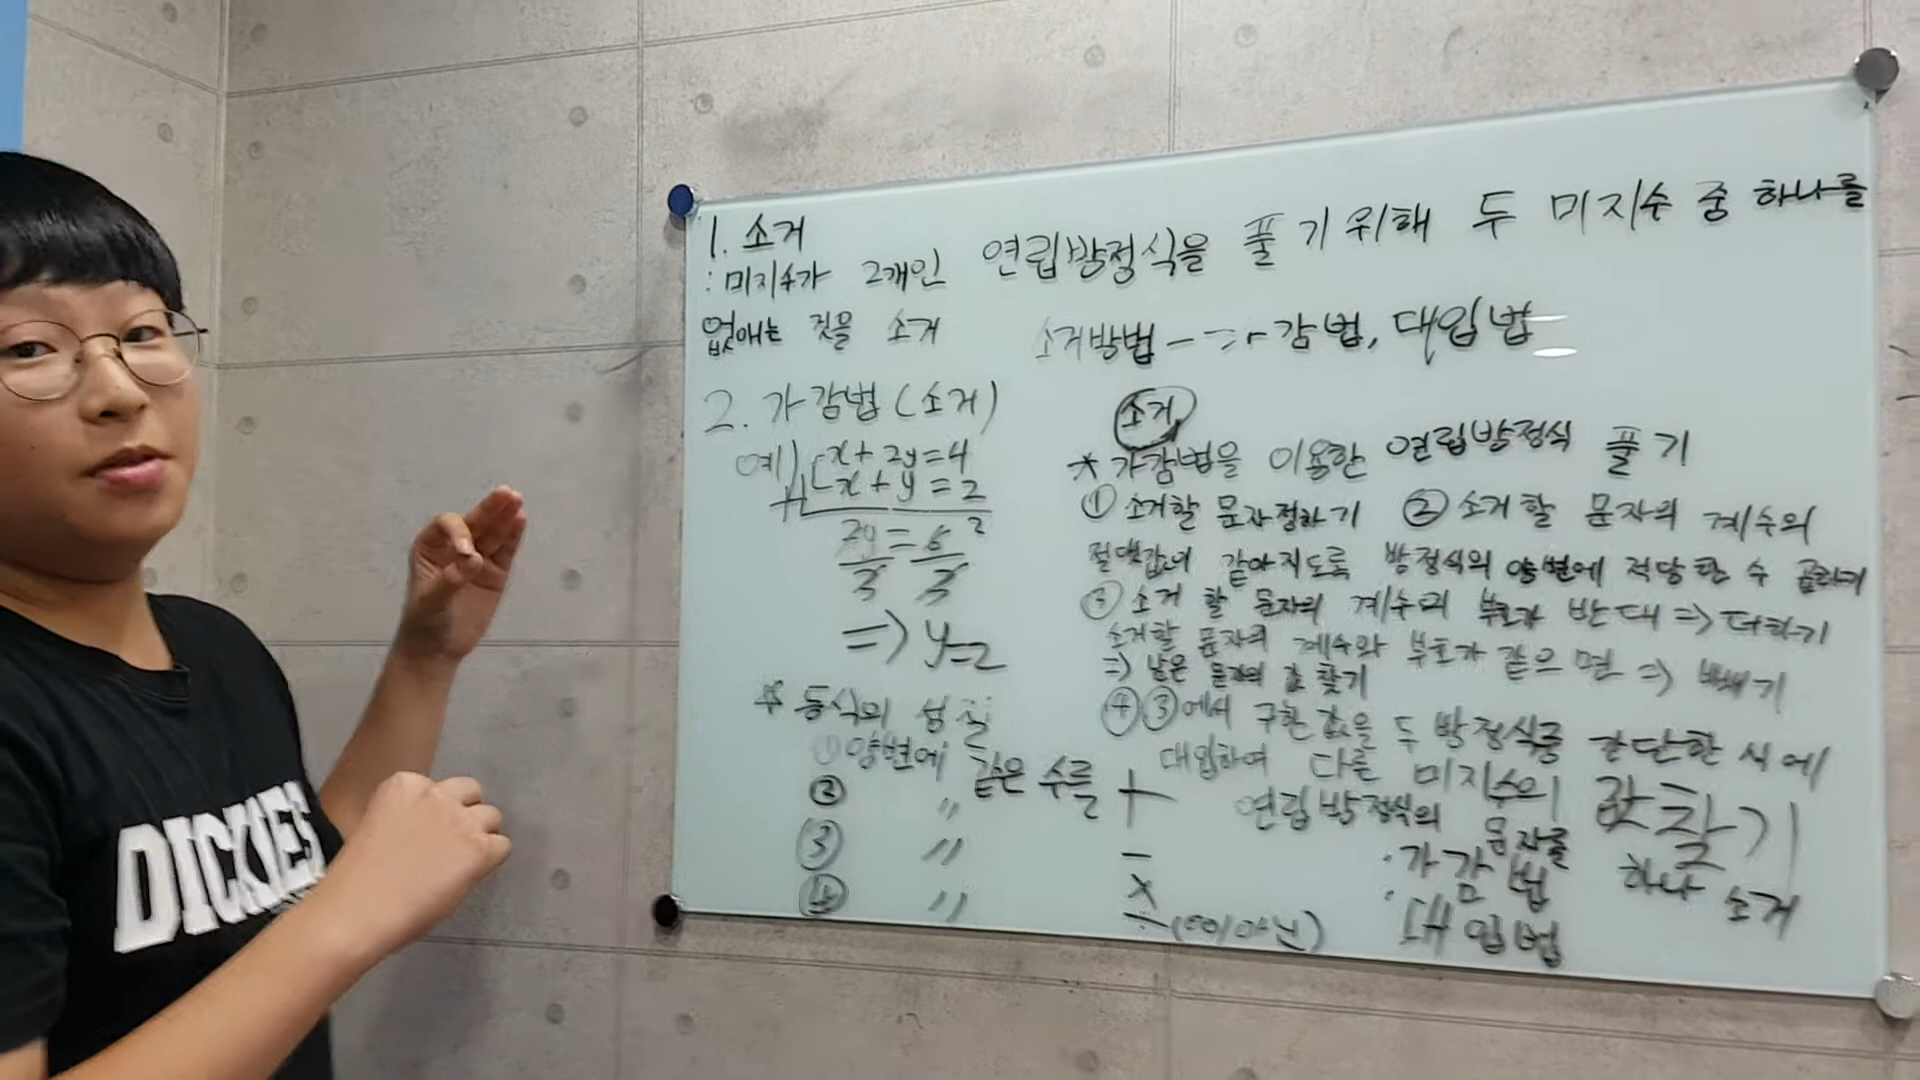 1. 소거
: 미지수가 2개인 연립방정식을 풀기위해 두 미지수 중 하나를
없애는 것을 소거 소거방법 - 감법, 대입법
2. 가감법 (소거)
예) x + 2y = 4
x + y = 2
=> y=2
* 등식의 성질
① 양변에 같은 수를 +
② 〃 −
③ 〃 ×
④ 〃 ÷ (0이 아닌)
소거
* 가감법을 이용한 연립방정식 풀기
① 소거할 문자정하기 ② 소거할 문자의 계수의
절댓값이 같아지도록 방정식의 양변에 적당한 수 곱하기
③ 소거할 문자의 계수의 부호가 반대 => 더하기
소거할 문자의 계수와 부호가 같으면 => 빼기
=> 남은 문자의 값 찾기
④ ③에서 구한 값을 두 방정식중 간단한 식에
대입하여 다른 미지수의 값 찾기
연립방정식의 문자를 하나 소거
· 가감법
· 대입법
DICKIES